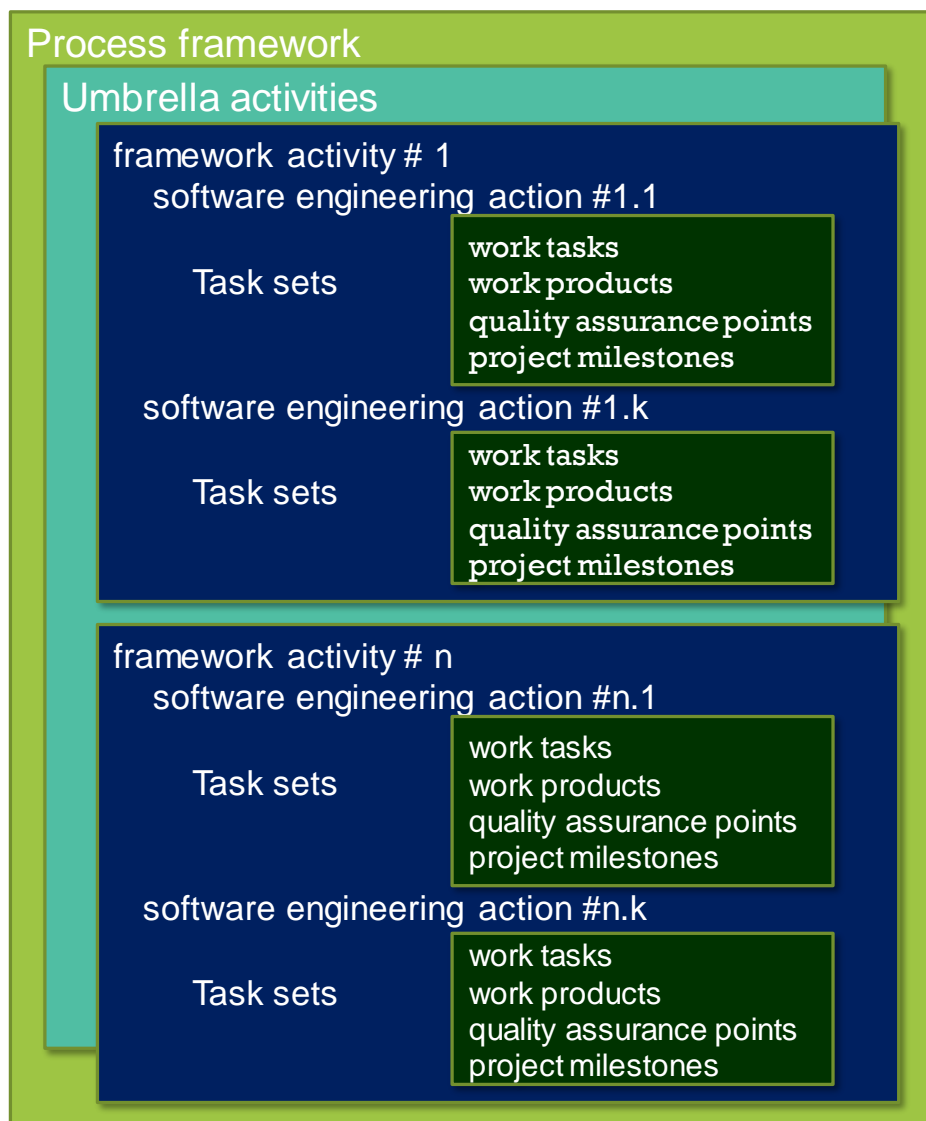 Process framework
Umbrella activities
framework activity # 1
software engineering action #1.1
Task sets
work tasks
work products
quality assurance points
project milestones
software engineering action #1.k
Task sets
work tasks
work products
quality assurance points
project milestones
framework activity # n
software engineering action #n.1
Task sets
work tasks
work products
quality assurance points
project milestones
software engineering action #n.k
Task sets
work tasks
work products
quality assurance points
project milestones